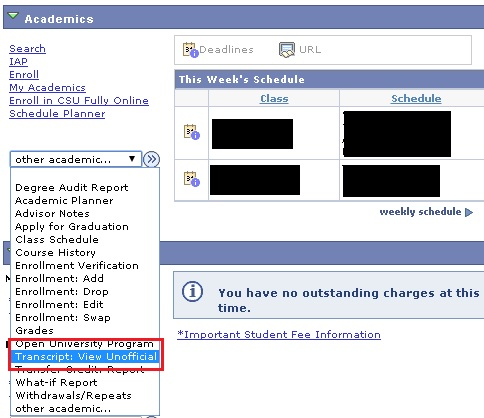 Academics
Search
IAP
Enroll
My Academics
Enroll in CSU Fully Online
Schedule Planner
other academic...
Degree Audit Report
Academic Planner
Advisor Notes
Apply for Graduation
Class Schedule
Course History
Enrollment Verification
Enrollment: Add
Enrollment: Drop
Enrollment: Edit
Enrollment: Swap
Grades
Open University Program
Transcript: View Unofficial
Transfer Credit: Report
What-if Report
Withdrawals/Repeats
other academic...
Deadlines URL
This Week's Schedule
Class Schedule
weekly schedule
You have no outstanding charges at this
time.
*Important Student Fee Information